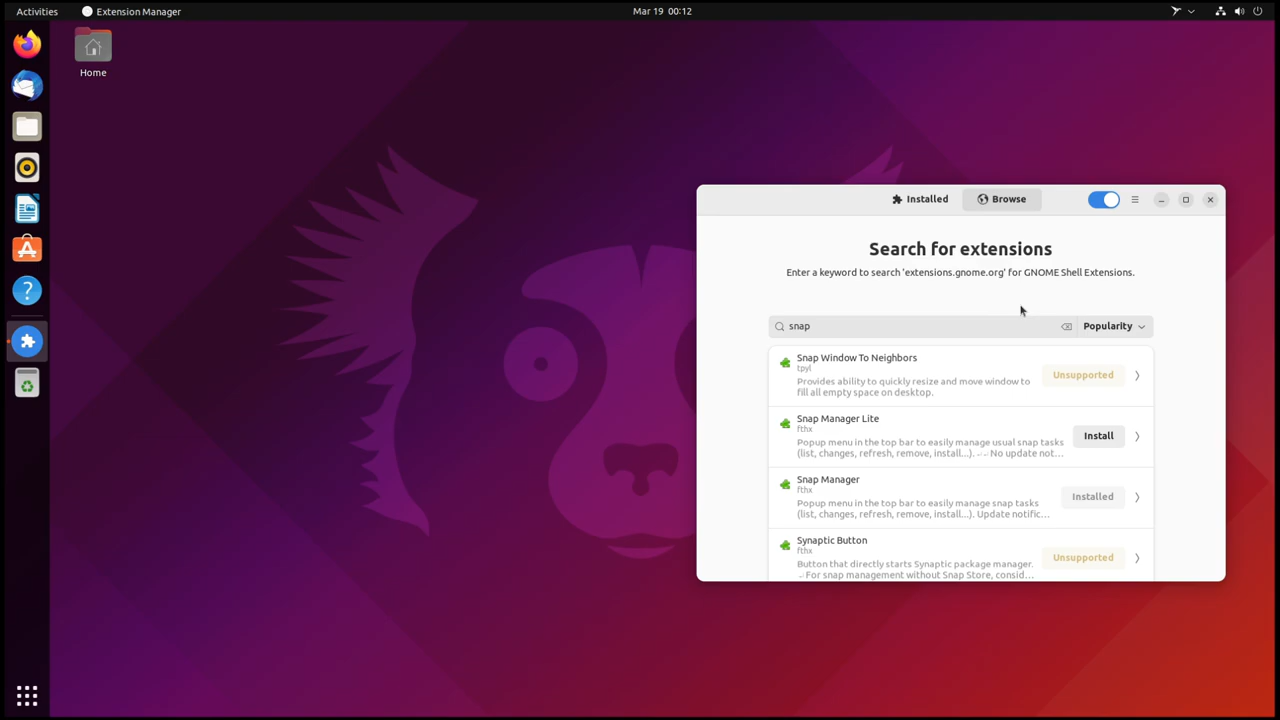 Activities
Extension Manager
Mar 19 00:12
Home
Installed
Browse
Search for extensions
Enter a keyword to search 'extensions.gnome.org' for GNOME Shell Extensions.
snap
Popularity
Snap Window To Neighbors
tpyl
Provides ability to quickly resize and move window to
fill all empty space on desktop.
Unsupported
Snap Manager Lite
fthx
Popup menu in the top bar to easily manage usual snap tasks
(list, changes, refresh, remove, install...). -- No update not...
Install
Snap Manager
fthx
Popup menu in the top bar to easily manage snap tasks
(list, changes, refresh, remove, install...). Update notific...
Installed
Synaptic Button
fthx
Button that directly starts Synaptic package manager.
- For snap management without Snap Store, consid...
Unsupported